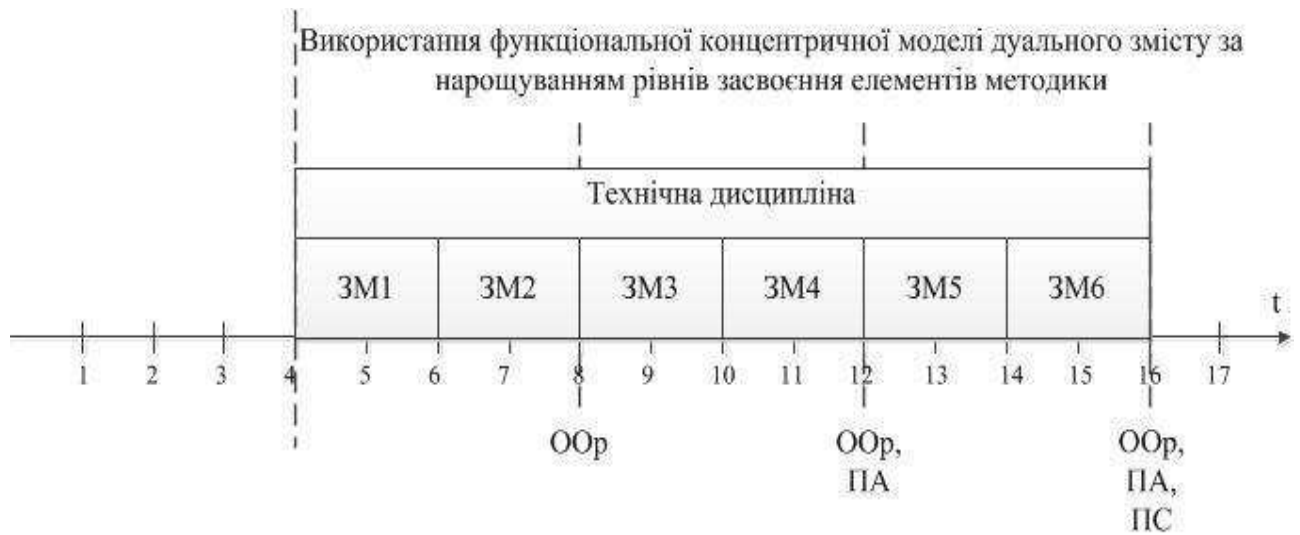 Використання функціональної концентричної моделі дуального змісту за
нарощуванням рівнів засвоєння елементів методики
Технічна дисципліна
ЗМ1 ЗМ2 ЗМ3 ЗМ4 ЗМ5 ЗМ6
t
1 2 3 4 5 6 7 8 9 10 11 12 13 14 15 16 17
ООр ООр, ООр,
ПА ПА,
ПС